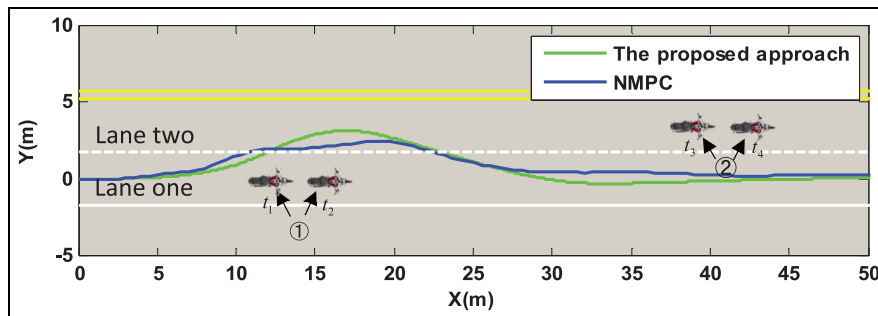 10
The proposed approach
NMPC
5
Lane two
t3
t4
②
Y(m)
0
Lane one
t1
t2
①
-5
0
5
10
15
20
25
30
35
40
45
50
X(m)